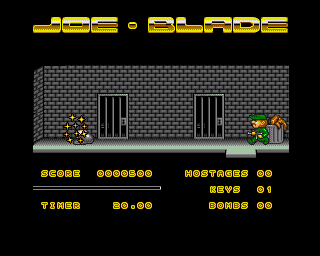 JOE · BLADE
SCORE 0000500 HOSTAGES 00
KEYS 01
TIMER 20.00 BOMBS 00